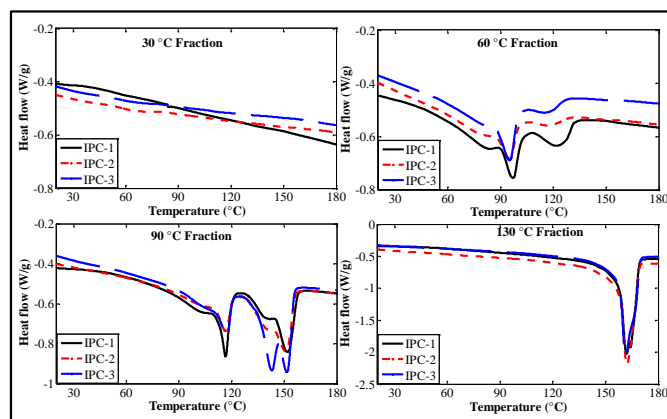 30 °C Fraction
Heat flow (W/g)
-0.2
-0.4
-0.6
-0.8
IPC-1
IPC-2
IPC-3
30 60 90 120 150 180
Temperature (°C)
60 °C Fraction
Heat flow (W/g)
-0.2
-0.4
-0.6
-0.8
IPC-1
IPC-2
IPC-3
30 60 90 120 150 180
Temperature (°C)
90 °C Fraction
Heat flow (W/g)
-0.4
-0.6
-0.8
-1
IPC-1
IPC-2
IPC-3
30 60 90 120 150 180
Temperature (°C)
130 °C Fraction
Heat flow (W/g)
0
-0.5
-1.0
-1.5
-2
-2.5
IPC-1
IPC-2
IPC-3
30 60 90 120 150 180
Temperature (°C)